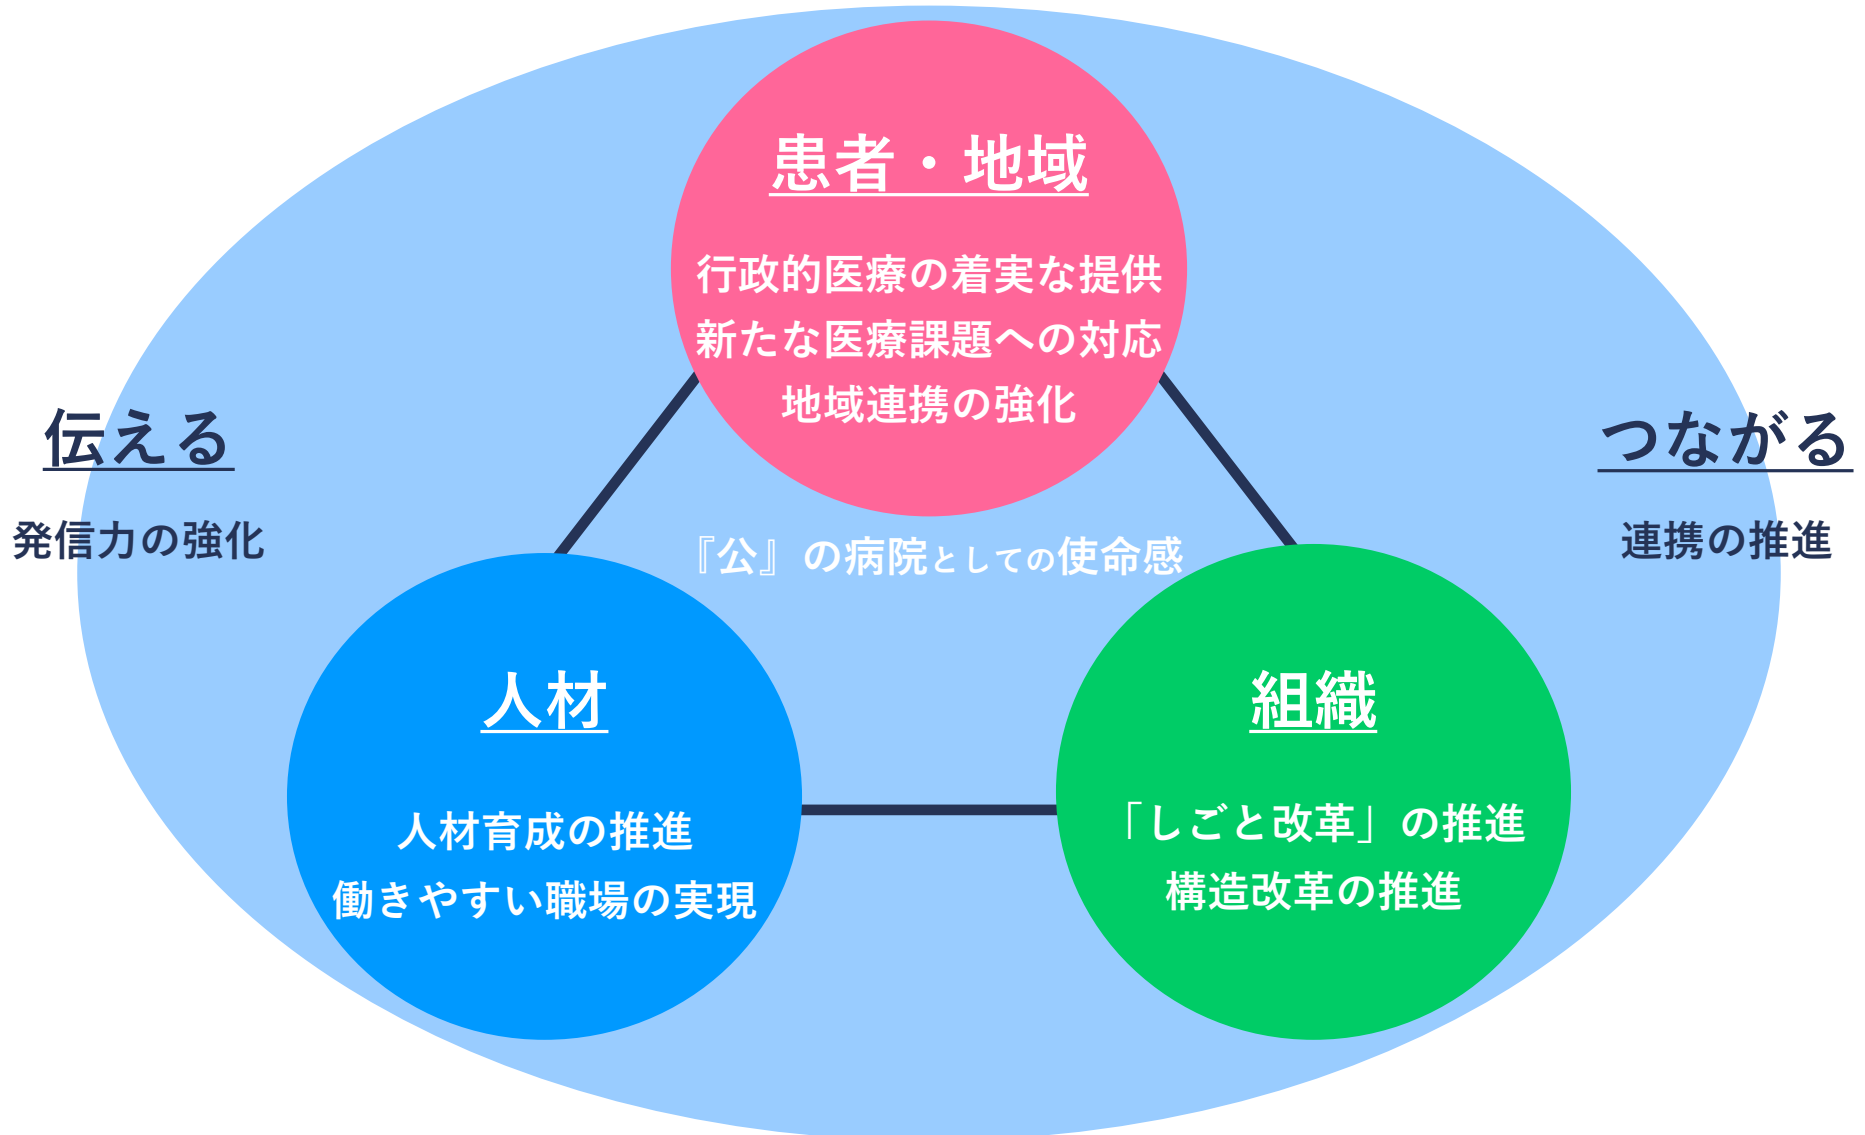 患者・地域
行政的医療の着実な提供
新たな医療課題への対応
地域連携の強化
伝える
発信力の強化
つながる
連携の推進
『公』の病院としての使命感
人材
人材育成の推進
働きやすい職場の実現
組織
「しごと改革」の推進
構造改革の推進